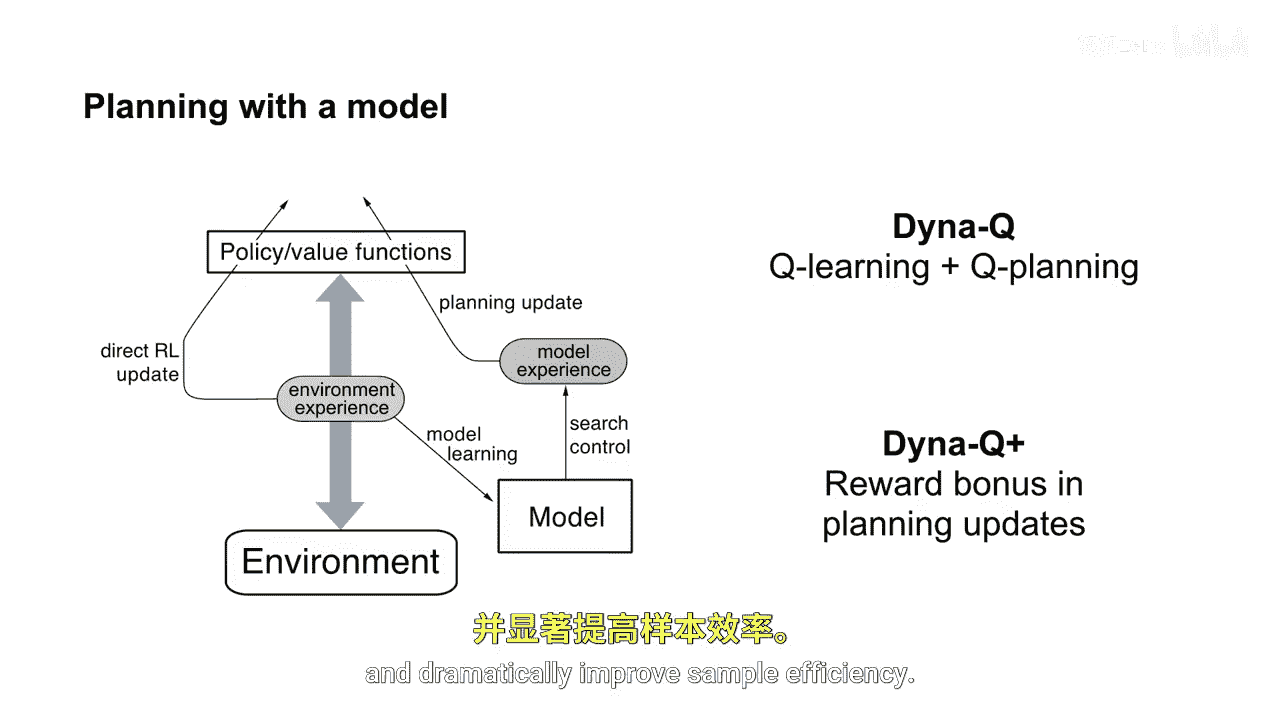 Planning with a model
Policy/value functions
planning update
direct RL
update
model
experience
environment
experience
search
control
model
learning
Model
Environment
Dyna-Q
Q-learning + Q-planning
Dyna-Q+
Reward bonus in
planning updates
并显著提高样本效率。
and dramatically improve sample efficiency.